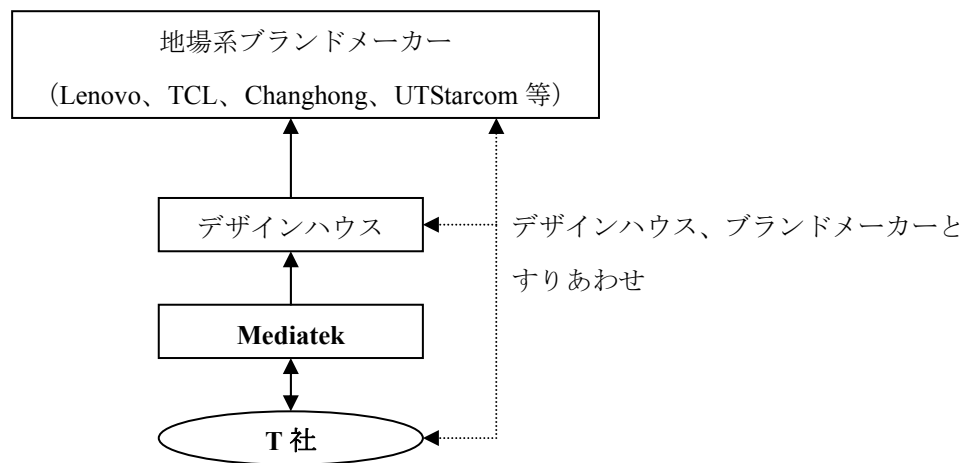 地場系ブランドメーカー
（Lenovo、TCL、Changhong、UTStarcom 等）
デザインハウス
デザインハウス、ブランドメーカーと
すりあわせ
Mediatek
T 社